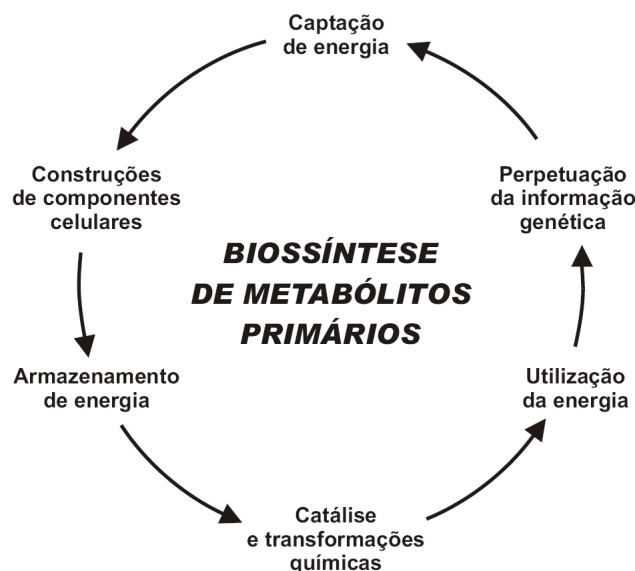 Captação
de energia
Construções
de componentes
celulares
Perpetuação
da informação
genética
BIOSSÍNTESE
DE METABÓLITOS
PRIMÁRIOS
Armazenamento
de energia
Utilização
da energia
Catálise
e transformações
químicas